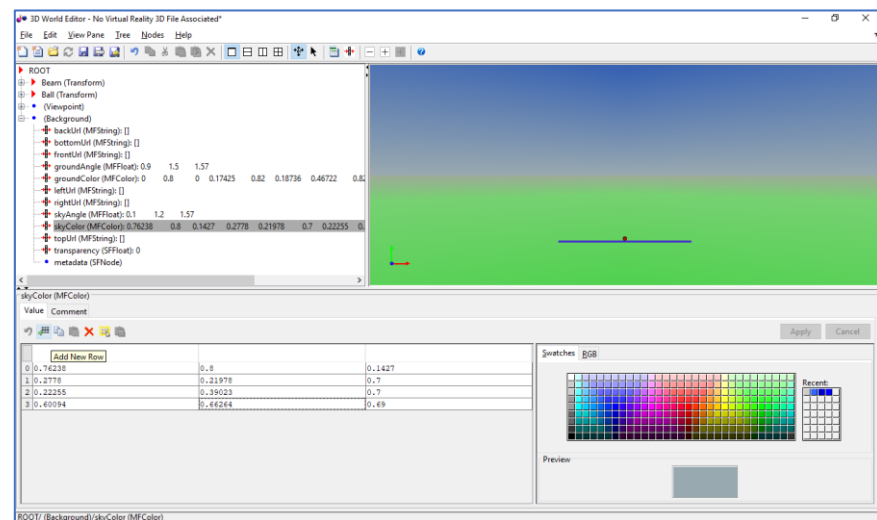 3D World Editor - No Virtual Reality 3D File Associated*
File Edit View Pane Tree Nodes Help
ROOT
Beam (Transform)
Ball (Transform)
(Viewpoint)
(Background)
backUrl (MFString): []
bottomUrl (MFString): []
frontUrl (MFString): []
groundAngle (MFFloat): 0.9 1.5 1.57
groundColor (MFColor): 0 0.8 0 0.17425 0.82 0.18736 0.46722 0.82
leftUrl (MFString): []
rightUrl (MFString): []
skyAngle (MFFloat): 0.1 1.2 1.57
skyColor (MFColor): 0.76238 0.8 0.1427 0.2778 0.21978 0.7 0.22255 0.
topUrl (MFString): []
transparency (SFFloat): 0
metadata (SFNode)
skyColor (MFColor)
Value Comment
Apply Cancel
Add New Row
0 0.76238 0.8 0.1427
1 0.2778 0.21978 0.7
2 0.22255 0.39023 0.7
3 0.60094 0.66264 0.69
Swatches RGB
Recent:
Preview
ROOT/ (Background)/skyColor (MFColor)